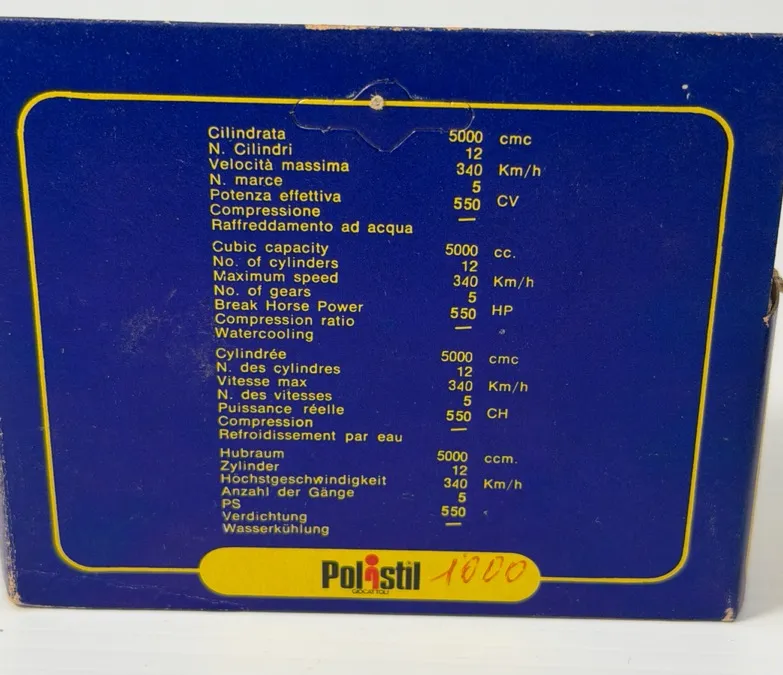 Cilindrata 5000 cmc
N. Cilindri 12
Velocità massima 340 Km/h
N. marce 5
Potenza effettiva 550 CV
Compressione —
Raffreddamento ad acqua
Cubic capacity 5000 cc.
No. of cylinders 12
Maximum speed 340 Km/h
No. of gears 5
Break Horse Power 550 HP
Compression ratio —
Watercooling
Cylindrée 5000 cmc
N. des cylindres 12
Vitesse max 340 Km/h
N. des vitesses 5
Puissance réelle 550 CH
Compression —
Refroidissement par eau
Hubraum 5000 ccm.
Zylinder 12
Höchstgeschwindigkeit 340 Km/h
Anzahl der Gänge 5
PS 550
Verdichtung —
Wasserkühlung
Polistil 1000
GIOCATTOLI